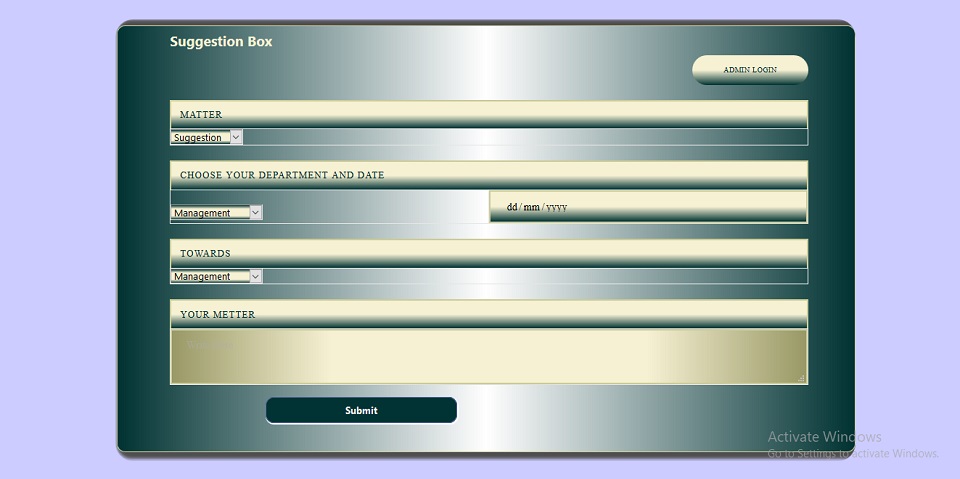 Suggestion Box
ADMIN LOGIN
MATTER
Suggestion
CHOOSE YOUR DEPARTMENT AND DATE
Management
dd / mm / yyyy
TOWARDS
Management
YOUR METTER
Submit
Activate Windows
Go to Settings to activate Windows.